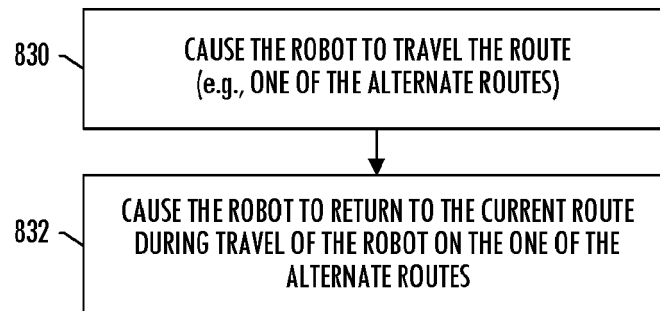 830
CAUSE THE ROBOT TO TRAVEL THE ROUTE
(e.g., ONE OF THE ALTERNATE ROUTES)
832
CAUSE THE ROBOT TO RETURN TO THE CURRENT ROUTE
DURING TRAVEL OF THE ROBOT ON THE ONE OF THE
ALTERNATE ROUTES